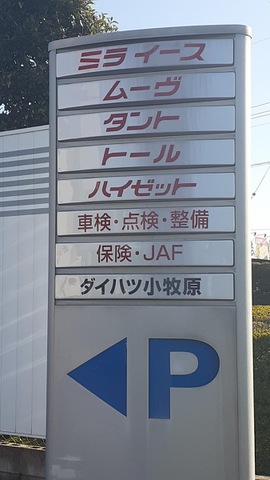 ミライース
ムーヴ
タント
トール
ハイゼット
車検・点検・整備
保険・JAF
ダイハツ小牧原
P